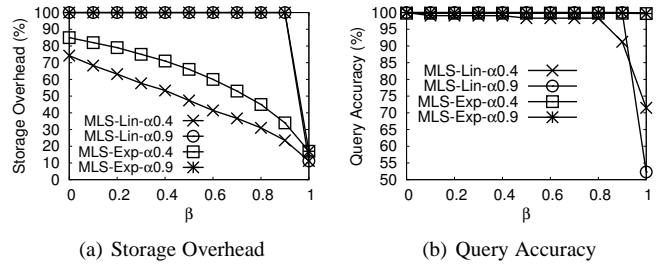 Storage Overhead (%)
100
90
80
70
60
50
40
30
20
10
0
MLS-Lin-α0.4
MLS-Lin-α0.9
MLS-Exp-α0.4
MLS-Exp-α0.9
0 0.2 0.4 0.6 0.8 1
β
(a) Storage Overhead
Query Accuracy (%)
100
95
90
85
80
75
70
65
60
55
50
MLS-Lin-α0.4
MLS-Lin-α0.9
MLS-Exp-α0.4
MLS-Exp-α0.9
0 0.2 0.4 0.6 0.8 1
β
(b) Query Accuracy